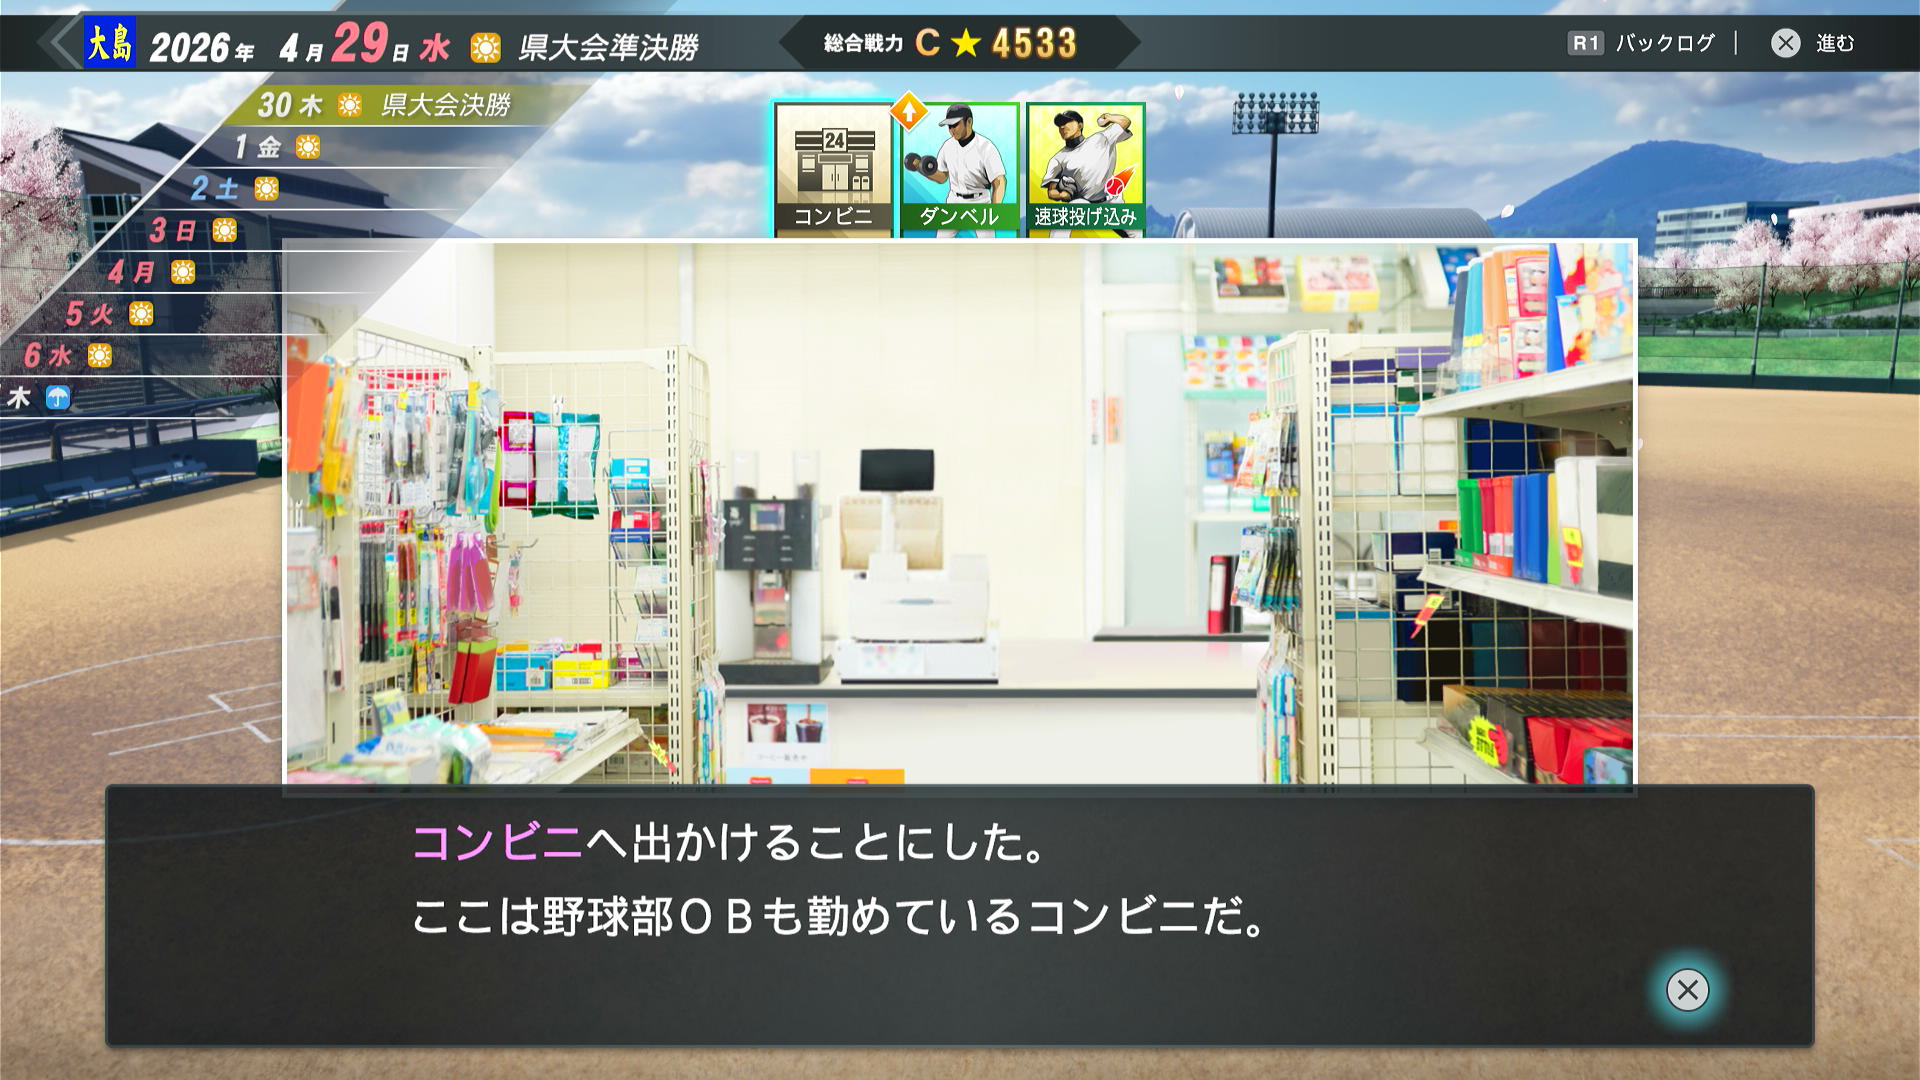 大島 2026年 4月29日 水 県大会準決勝
総合戦力 C ★ 4533
R1 バックログ | 進む
30 木 県大会決勝
1 金
2 土
3 日
4 月
5 火
6 水
木
24
コンビニ
ダンベル
速球投げ込み
コンビニへ出かけることにした。
ここは野球部ＯＢも勤めているコンビニだ。